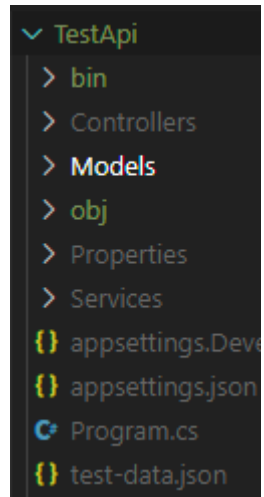 TestApi
bin
Controllers
Models
obj
Properties
Services
{} appsettings.Deve
{} appsettings.json
C# Program.cs
{} test-data.json